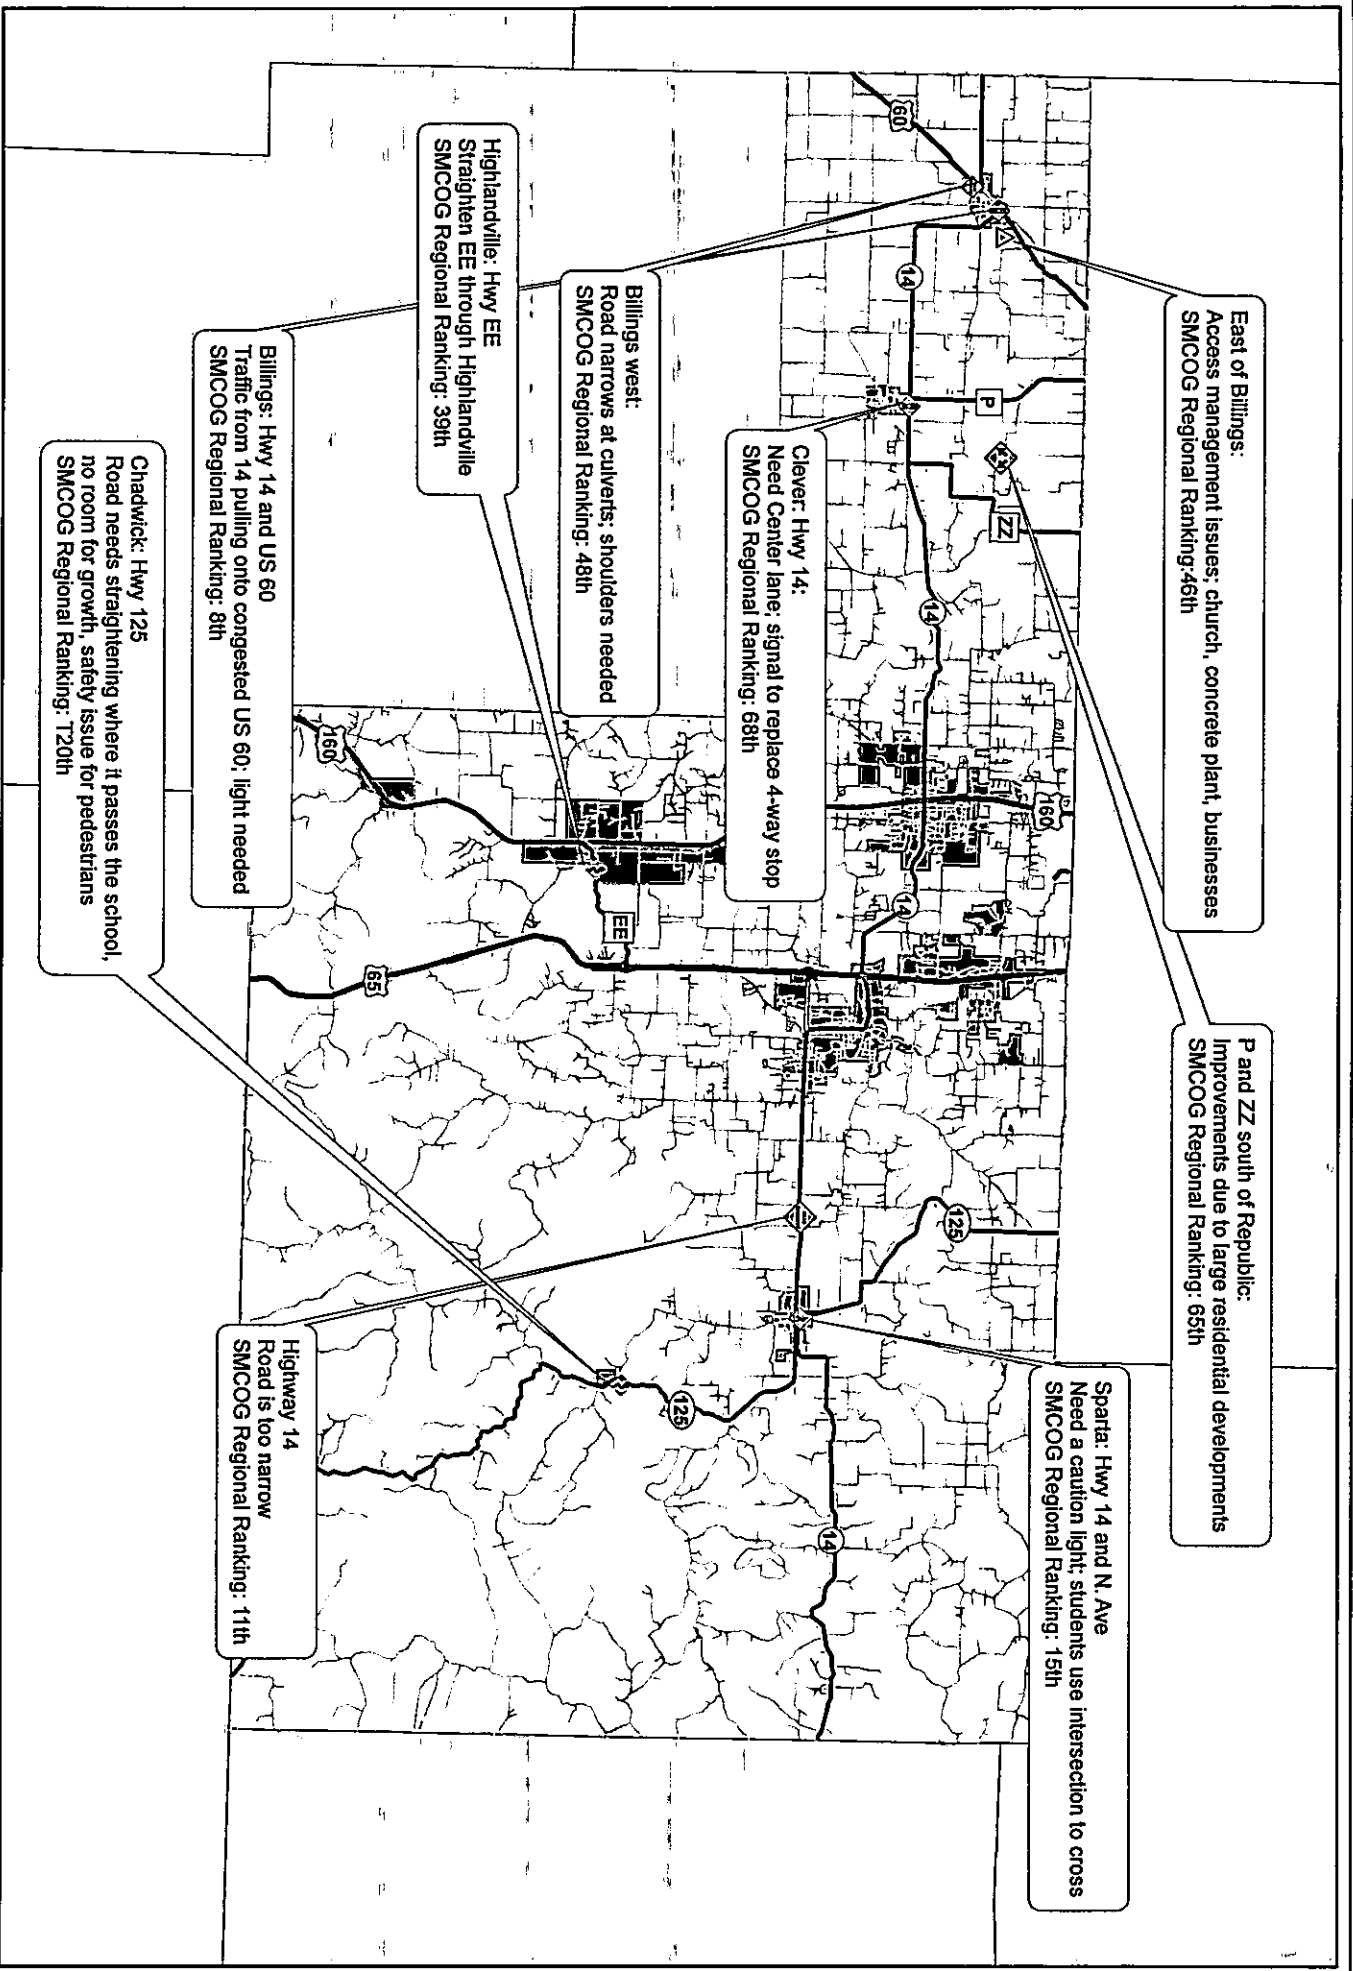 East of Billings:
Access management issues; church, concrete plant, businesses
SMCOG Regional Ranking:46th
P and ZZ south of Republic:
Improvements due to large residential developments
SMCOG Regional Ranking: 65th
Sparta: Hwy 14 and N. Ave
Need a caution light; students use intersection to cross
SMCOG Regional Ranking: 15th
Clever: Hwy 14:
Need Center lane; signal to replace 4-way stop
SMCOG Regional Ranking: 68th
Billings west:
Road narrows at culverts; shoulders needed
SMCOG Regional Ranking: 48th
Highlandville: Hwy EE
Straighten EE through Highlandville
SMCOG Regional Ranking: 39th
Billings: Hwy 14 and US 60
Traffic from 14 pulling onto congested US 60; light needed
SMCOG Regional Ranking: 8th
Highway 14
Road is too narrow
SMCOG Regional Ranking: 11th
Chadwick: Hwy 125
Road needs straightening where it passes the school,
no room for growth, safety issue for pedestrians
SMCOG Regional Ranking: T20th
60
14
P
ZZ
14
160
14
125
14
125
EE
160
65